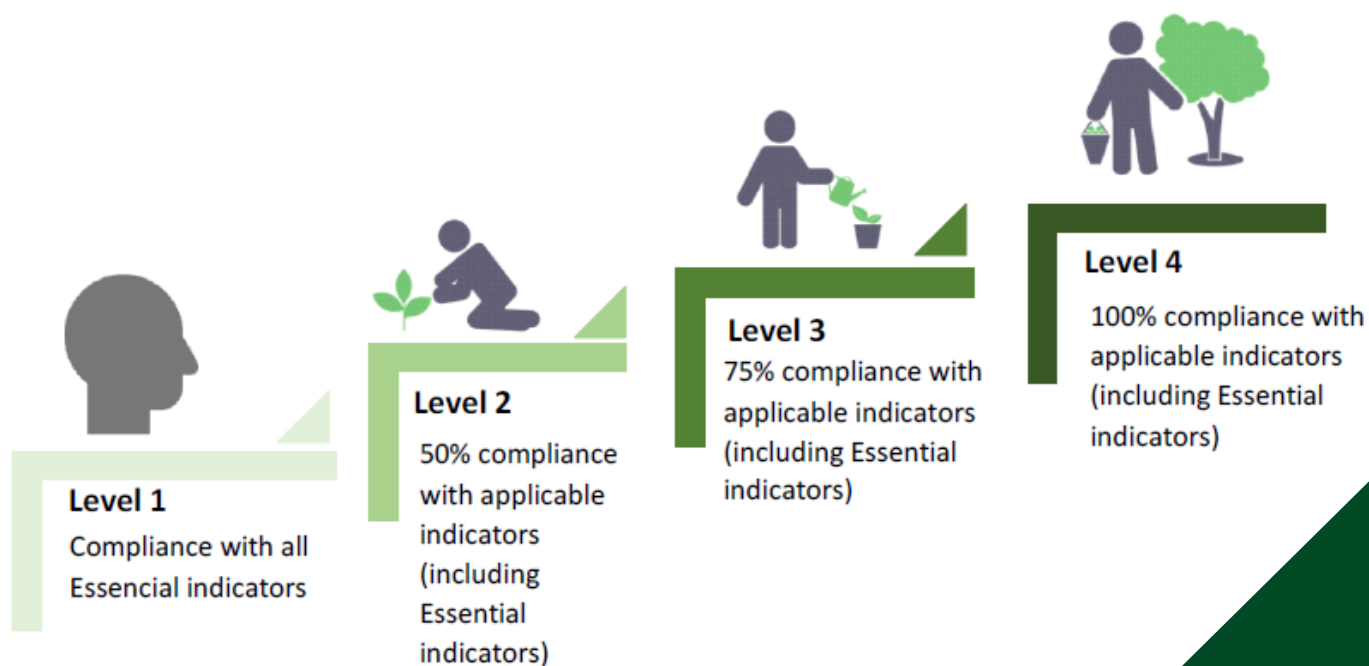 Level 1
Compliance with all
Essencial indicators
Level 2
50% compliance
with applicable
indicators
(including
Essential
indicators)
Level 3
75% compliance with
applicable indicators
(including Essential
indicators)
Level 4
100% compliance with
applicable indicators
(including Essential
indicators)